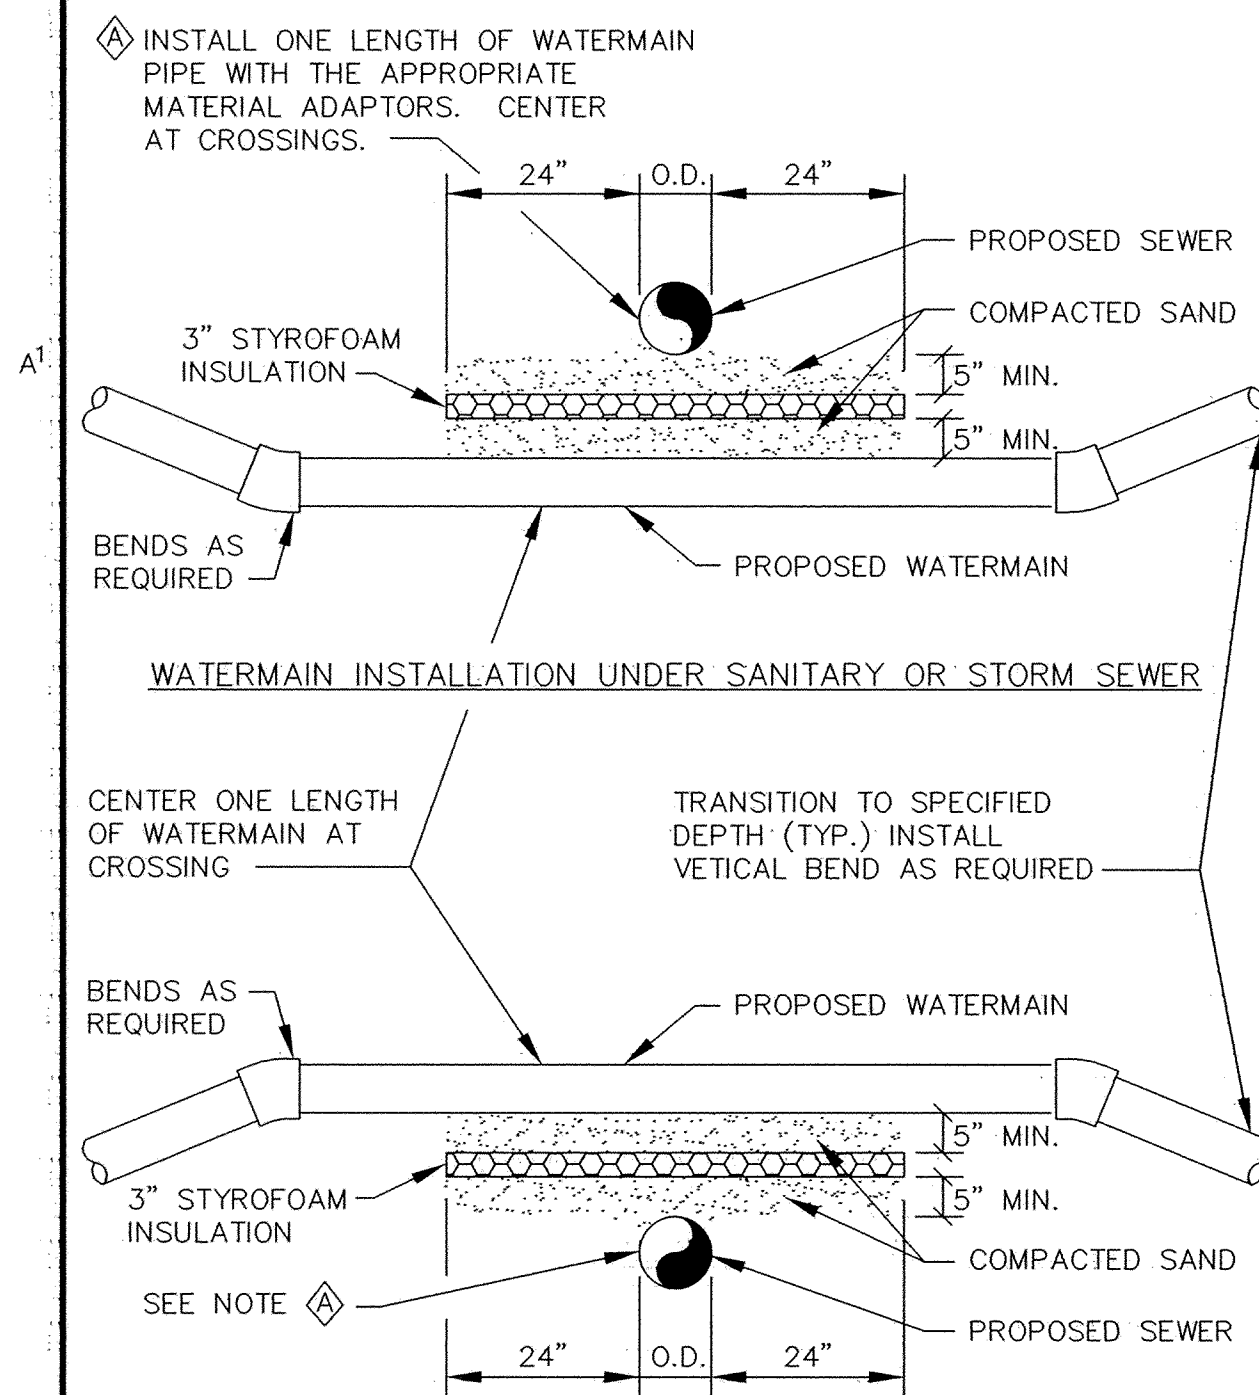 A INSTALL ONE LENGTH OF WATERMAIN
PIPE WITH THE APPROPRIATE
MATERIAL ADAPTORS. CENTER
AT CROSSINGS.
24" O.D. 24"
PROPOSED SEWER
COMPACTED SAND
3" STYROFOAM
INSULATION
A1
5" MIN.
5" MIN.
BENDS AS
REQUIRED
PROPOSED WATERMAIN
WATERMAIN INSTALLATION UNDER SANITARY OR STORM SEWER
CENTER ONE LENGTH
OF WATERMAIN AT
CROSSING
TRANSITION TO SPECIFIED
DEPTH (TYP.) INSTALL
VETICAL BEND AS REQUIRED
BENDS AS
REQUIRED
PROPOSED WATERMAIN
5" MIN.
3" STYROFOAM
INSULATION
5" MIN.
COMPACTED SAND
SEE NOTE A
PROPOSED SEWER
24" O.D. 24"